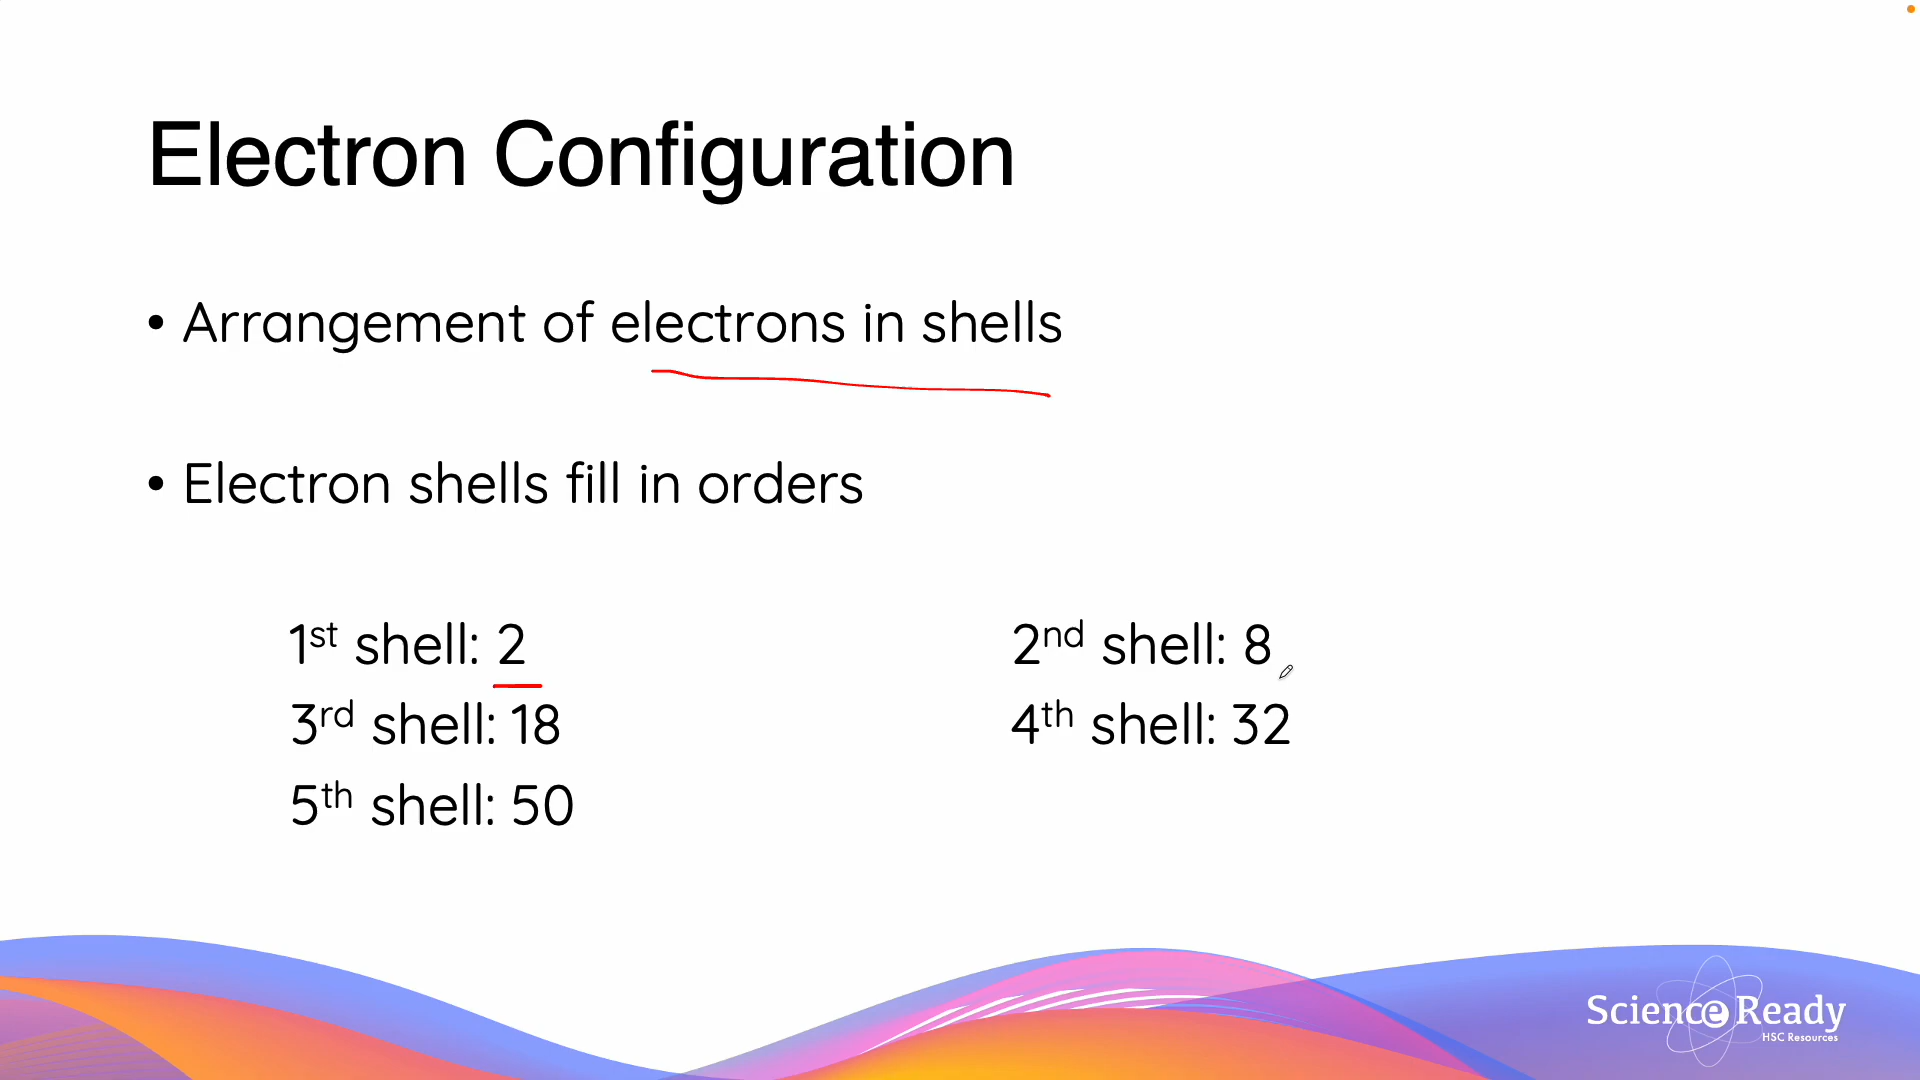 Electron Configuration
• Arrangement of electrons in shells
• Electron shells fill in orders
1st shell: 2
2nd shell: 8
3rd shell: 18
4th shell: 32
5th shell: 50
Science Ready
HSC Resources